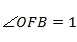 ∠OFB = 1